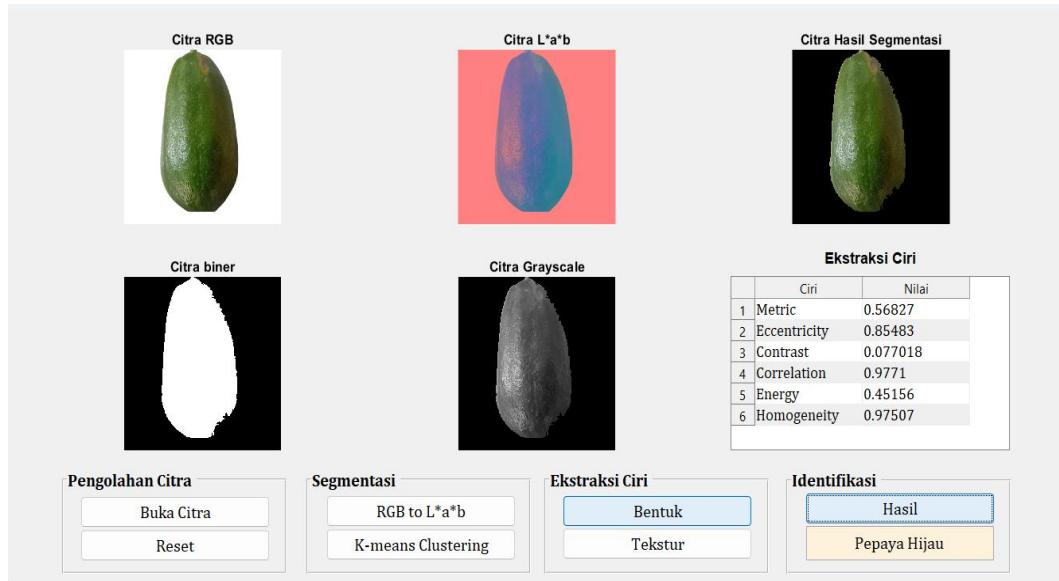 Citra RGB
Citra L*a*b
Citra Hasil Segmentasi
Citra biner
Citra Grayscale
Ekstraksi Ciri
Ciri Nilai
1 Metric 0.56827
2 Eccentricity 0.85483
3 Contrast 0.077018
4 Correlation 0.9771
5 Energy 0.45156
6 Homogeneity 0.97507
Pengolahan Citra
Buka Citra
Reset
Segmentasi
RGB to L*a*b
K-means Clustering
Ekstraksi Ciri
Bentuk
Tekstur
Identifikasi
Hasil
Pepaya Hijau